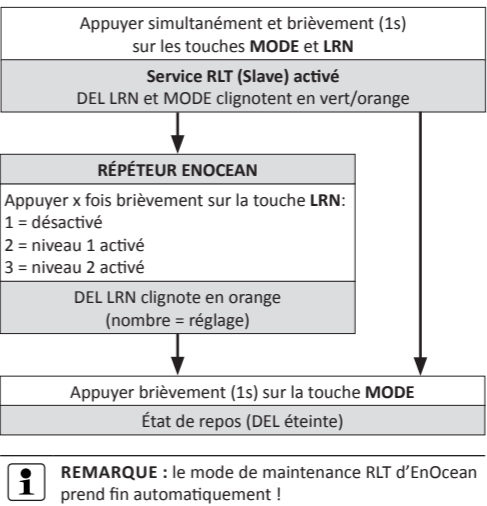 Appuyer simultanément et brièvement (1s)
sur les touches MODE et LRN
Service RLT (Slave) activé
DEL LRN et MODE clignotent en vert/orange
RÉPÉTEUR ENOCEAN
Appuyer x fois brièvement sur la touche LRN:
1 = désactivé
2 = niveau 1 activé
3 = niveau 2 activé
DEL LRN clignote en orange
(nombre = réglage)
Appuyer brièvement (1s) sur la touche MODE
État de repos (DEL éteinte)
REMARQUE : le mode de maintenance RLT d'EnOcean
prend fin automatiquement !